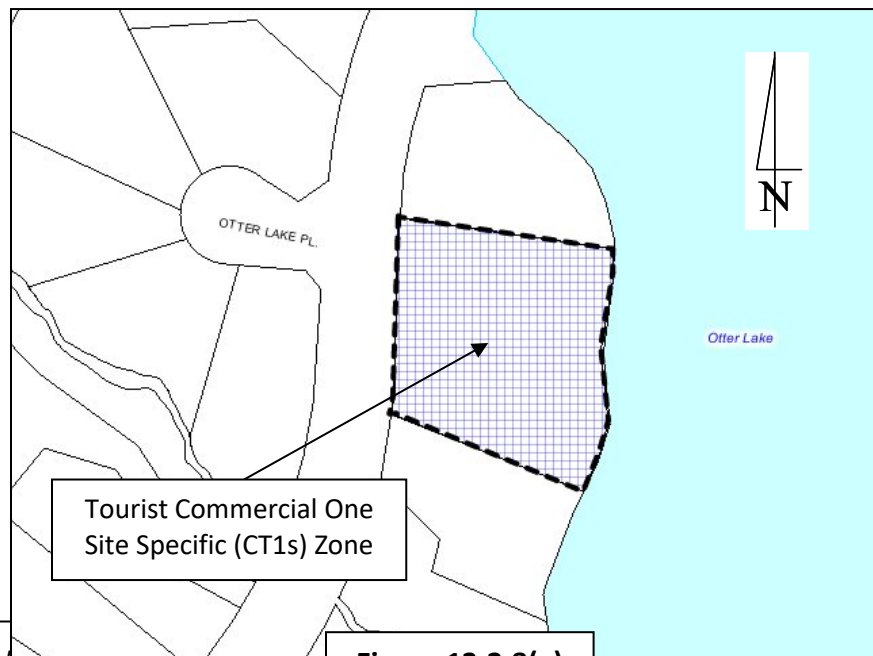 N
OTTER LAKE PL.
Otter Lake
Tourist Commercial One
Site Specific (CT1s) Zone